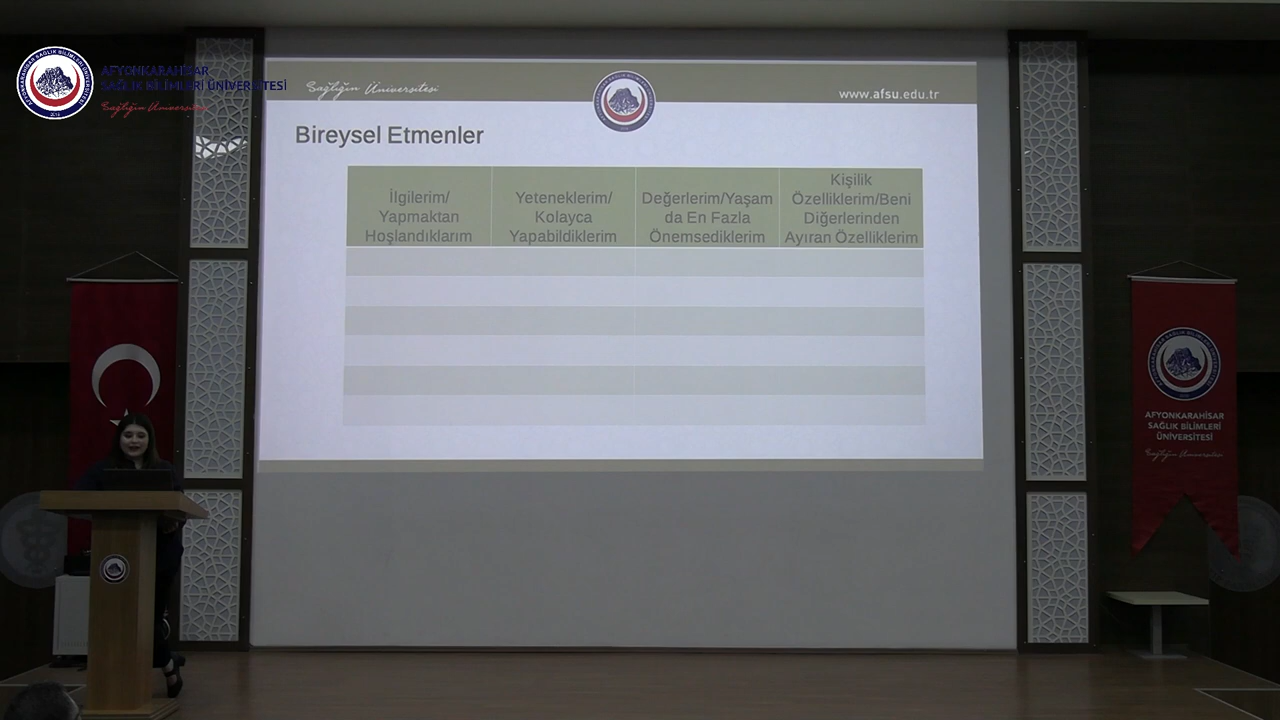 AFYONKARAHİSAR
SAĞLIK BİLİMLERİ ÜNİVERSİTESİ
Sağlığın Üniversitesi
Sağlığın Üniversitesi
www.afsu.edu.tr
Bireysel Etmenler
İlgilerim/
Yapmaktan
Hoşlandıklarım
Yeteneklerim/
Kolayca
Yapabildiklerim
Değerlerim/Yaşam
da En Fazla
Önemsediklerim
Kişilik
Özelliklerim/Beni
Diğerlerinden
Ayıran Özelliklerim
AFYONKARAHİSAR
SAĞLIK BİLİMLERİ
ÜNİVERSİTESİ
Sağlığın Üniversitesi